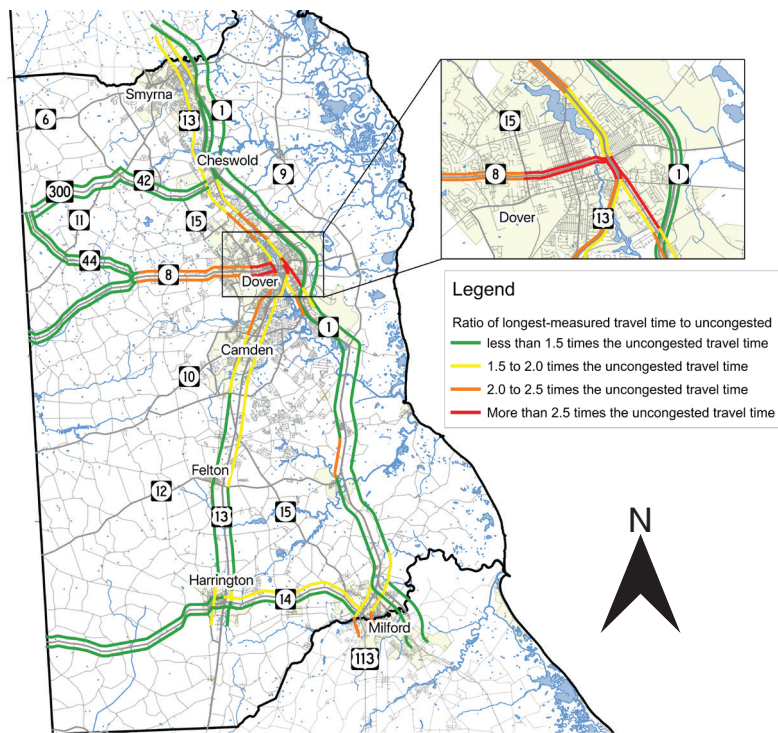 Smyrna
6
13
1
Cheswold
9
300
42
11
15
44
8
Dover
1
Camden
10
Felton
12
13
15
Harrington
14
Milford
113
15
8
1
Dover
13
Legend
Ratio of longest-measured travel time to uncongested
less than 1.5 times the uncongested travel time
1.5 to 2.0 times the uncongested travel time
2.0 to 2.5 times the uncongested travel time
More than 2.5 times the uncongested travel time
N